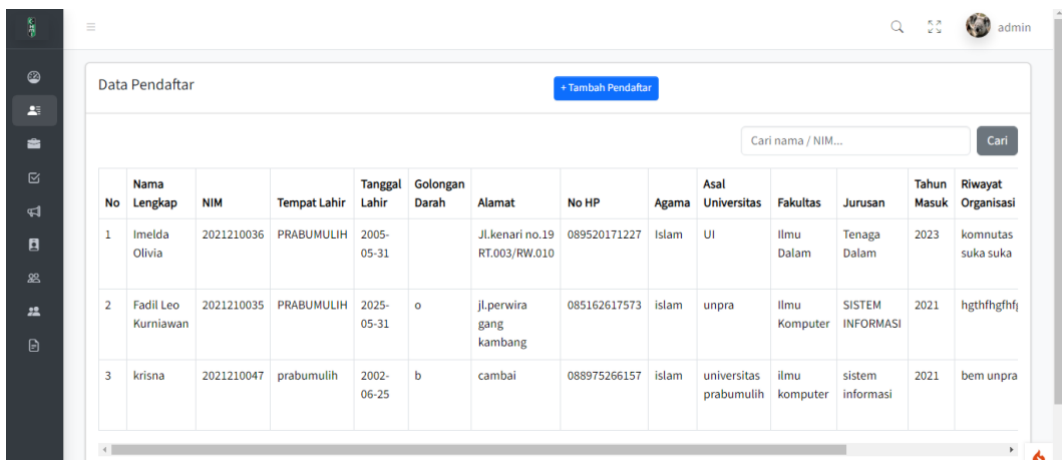 admin
Data Pendaftar
+ Tambah Pendaftar
Cari nama / NIM...
Cari
No Nama Lengkap NIM Tempat Lahir Tanggal Lahir Golongan Darah Alamat No HP Agama Asal Universitas Fakultas Jurusan Tahun Masuk Riwayat Organisasi
1 Imelda Olivia 2021210036 PRABUMULIH 2005-05-31 Jl.kenari no.19 RT.003/RW.010 089520171227 Islam UI Ilmu Dalam Tenaga Dalam 2023 komnutas suka suka
2 Fadil Leo Kurniawan 2021210035 PRABUMULIH 2025-05-31 o jl.perwira gang kambang 085162617573 islam unpra Ilmu Komputer SISTEM INFORMASI 2021
3 krisna 2021210047 prabumulih 2002-06-25 b cambai 088975266157 islam universitas prabumulih ilmu komputer sistem informasi 2021 bem unpra